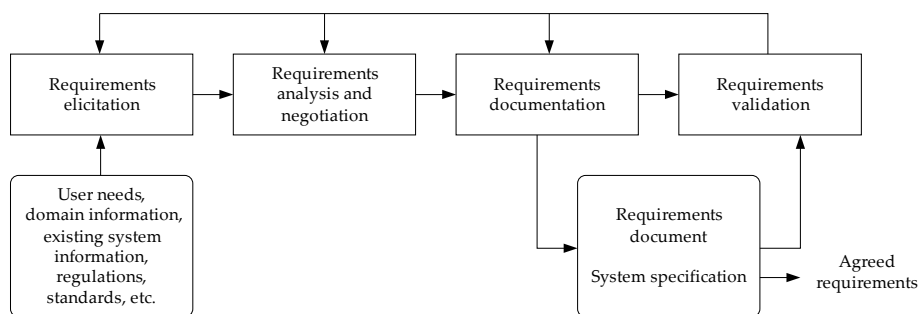 Requirements
elicitation
Requirements
analysis and
negotiation
Requirements
documentation
Requirements
validation
User needs,
domain information,
existing system
information,
regulations,
standards, etc.
Requirements
document
System specification
Agreed
requirements